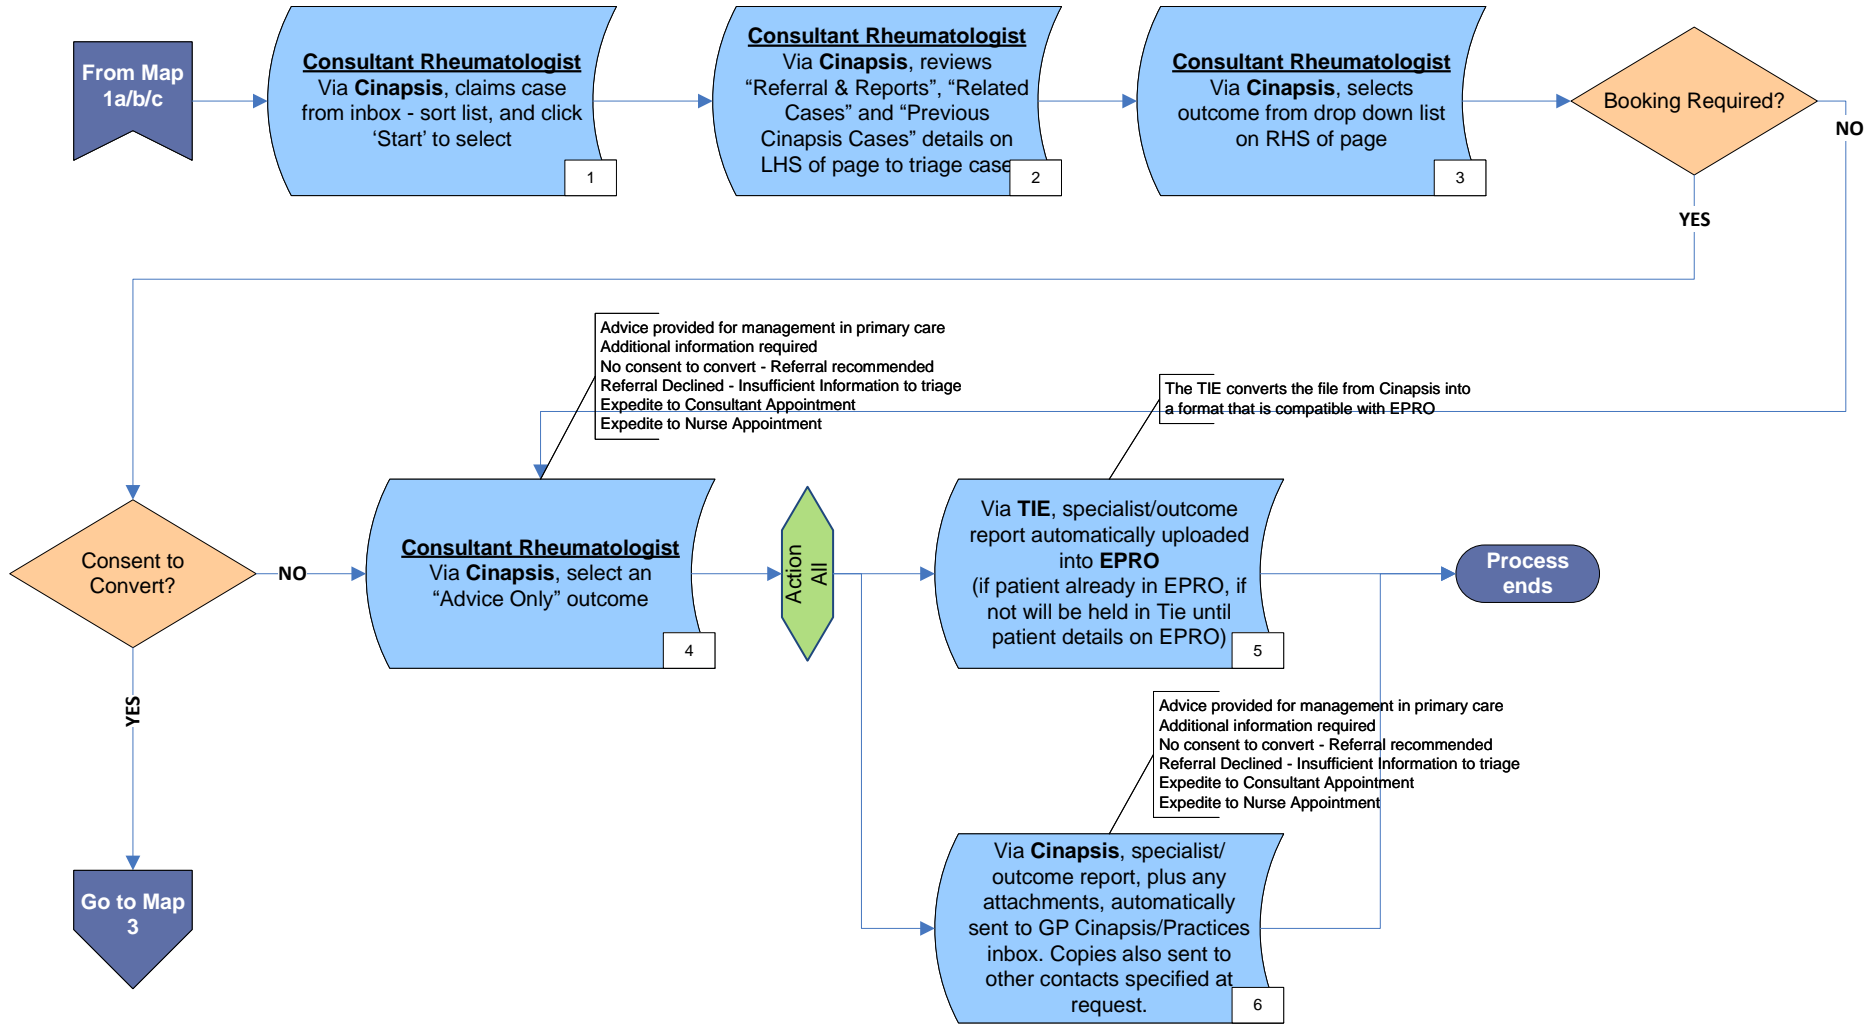 From Map
1a/b/c
Consultant Rheumatologist
Via Cinapsis, claims case
from inbox - sort list, and click
‘Start’ to select
1
Consultant Rheumatologist
Via Cinapsis, reviews
“Referral & Reports”, “Related
Cases” and “Previous
Cinapsis Cases” details on
LHS of page to triage case
2
Consultant Rheumatologist
Via Cinapsis, selects
outcome from drop down list
on RHS of page
3
Booking Required?
NO
YES
Advice provided for management in primary care
Additional information required
No consent to convert - Referral recommended
Referral Declined - Insufficient Information to triage
Expedite to Consultant Appointment
Expedite to Nurse Appointment
The TIE converts the file from Cinapsis into
a format that is compatible with EPRO
Consent to
Convert?
NO
YES
Consultant Rheumatologist
Via Cinapsis, select an
“Advice Only” outcome
4
Action
All
Via TIE, specialist/outcome
report automatically uploaded
into EPRO
(if patient already in EPRO, if
not will be held in Tie until
patient details on EPRO)
5
Process
ends
Advice provided for management in primary care
Additional information required
No consent to convert - Referral recommended
Referral Declined - Insufficient Information to triage
Expedite to Consultant Appointment
Expedite to Nurse Appointment
Via Cinapsis, specialist/
outcome report, plus any
attachments, automatically
sent to GP Cinapsis/Practices
inbox. Copies also sent to
other contacts specified at
request.
6
Go to Map
3